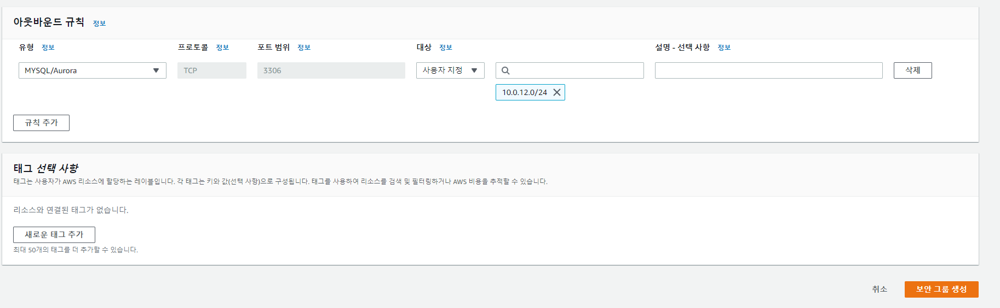 아웃바운드 규칙 정보
유형 정보 프로토콜 정보 포트 범위 정보 대상 정보 설명 - 선택 사항 정보
MYSQL/Aurora TCP 3306 사용자 지정 삭제
10.0.12.0/24
규칙 추가
태그 선택 사항
태그는 사용자가 AWS 리소스에 할당하는 레이블입니다. 각 태그는 키와 값(선택 사항)으로 구성됩니다. 태그를 사용하여 리소스를 검색 및 필터링하거나 AWS 비용을 추적할 수 있습니다.
리소스와 연결된 태그가 없습니다.
새로운 태그 추가
최대 50개의 태그를 더 추가할 수 있습니다.
취소 보안 그룹 생성